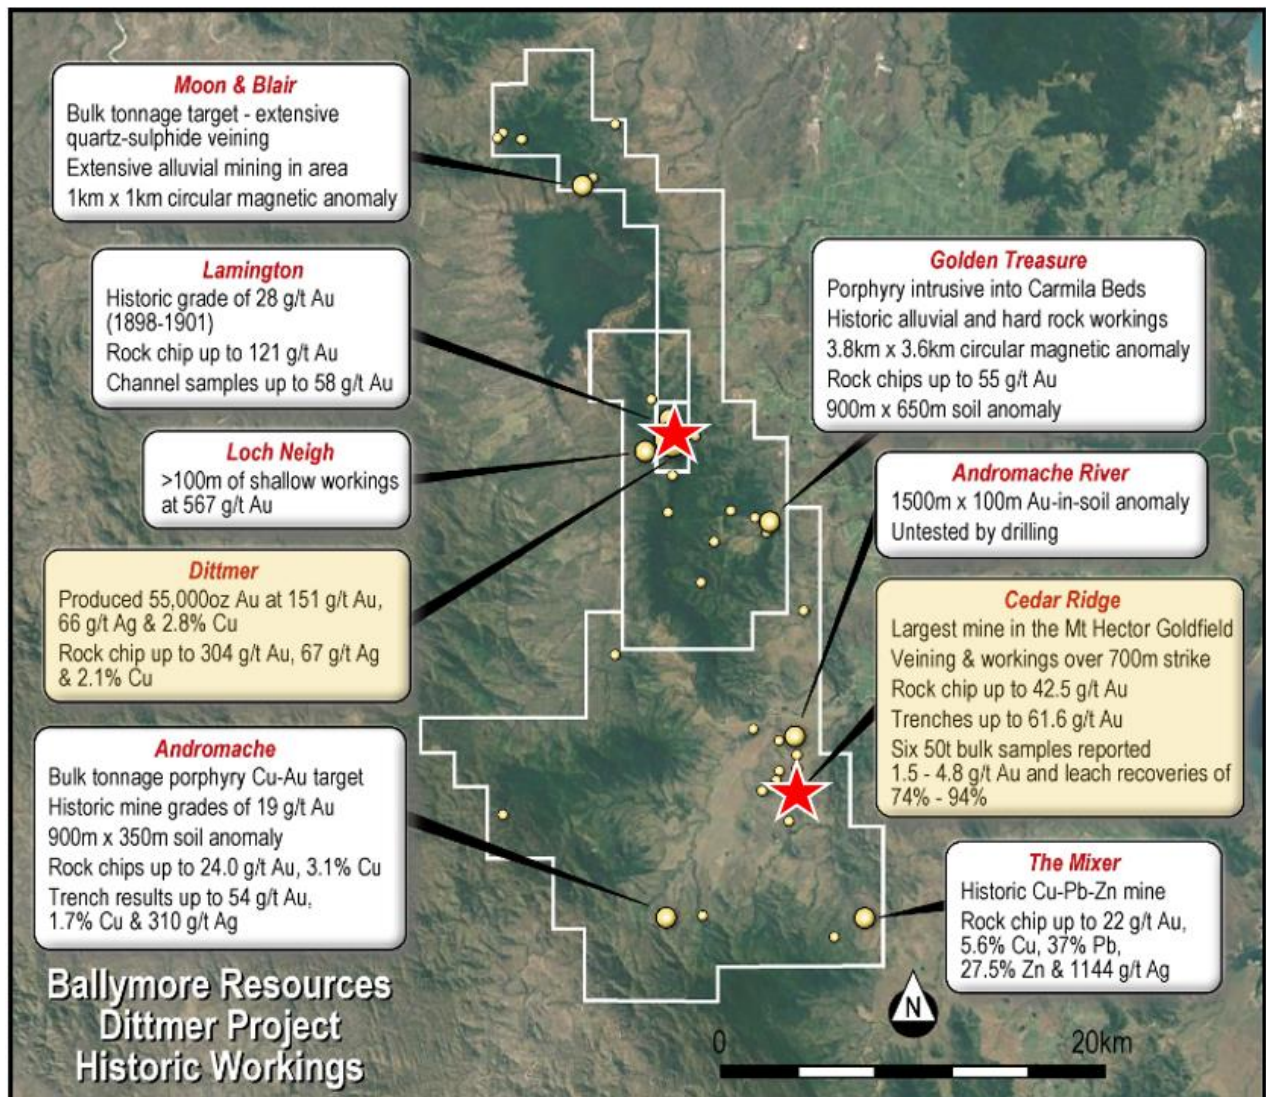 Moon & Blair
Bulk tonnage target - extensive
quartz-sulphide veining
Extensive alluvial mining in area
1km x 1km circular magnetic anomaly
Lamington
Historic grade of 28 g/t Au
(1898-1901)
Rock chip up to 121 g/t Au
Channel samples up to 58 g/t Au
Loch Neigh
>100m of shallow workings
at 567 g/t Au
Dittmer
Produced 55,000oz Au at 151 g/t Au,
66 g/t Ag & 2.8% Cu
Rock chip up to 304 g/t Au, 67 g/t Ag
& 2.1% Cu
Andromache
Bulk tonnage porphyry Cu-Au target
Historic mine grades of 19 g/t Au
900m x 350m soil anomaly
Rock chips up to 24.0 g/t Au, 3.1% Cu
Trench results up to 54 g/t Au,
1.7% Cu & 310 g/t Ag
Golden Treasure
Porphyry intrusive into Carmila Beds
Historic alluvial and hard rock workings
3.8km x 3.6km circular magnetic anomaly
Rock chips up to 55 g/t Au
900m x 650m soil anomaly
Andromache River
1500m x 100m Au-in-soil anomaly
Untested by drilling
Cedar Ridge
Largest mine in the Mt Hector Goldfield
Veining & workings over 700m strike
Rock chip up to 42.5 g/t Au
Trenches up to 61.6 g/t Au
Six 50t bulk samples reported
1.5 - 4.8 g/t Au and leach recoveries of
74% - 94%
The Mixer
Historic Cu-Pb-Zn mine
Rock chip up to 22 g/t Au,
5.6% Cu, 37% Pb,
27.5% Zn & 1144 g/t Ag
Ballymore Resources
Dittmer Project
Historic Workings
N
0 20km